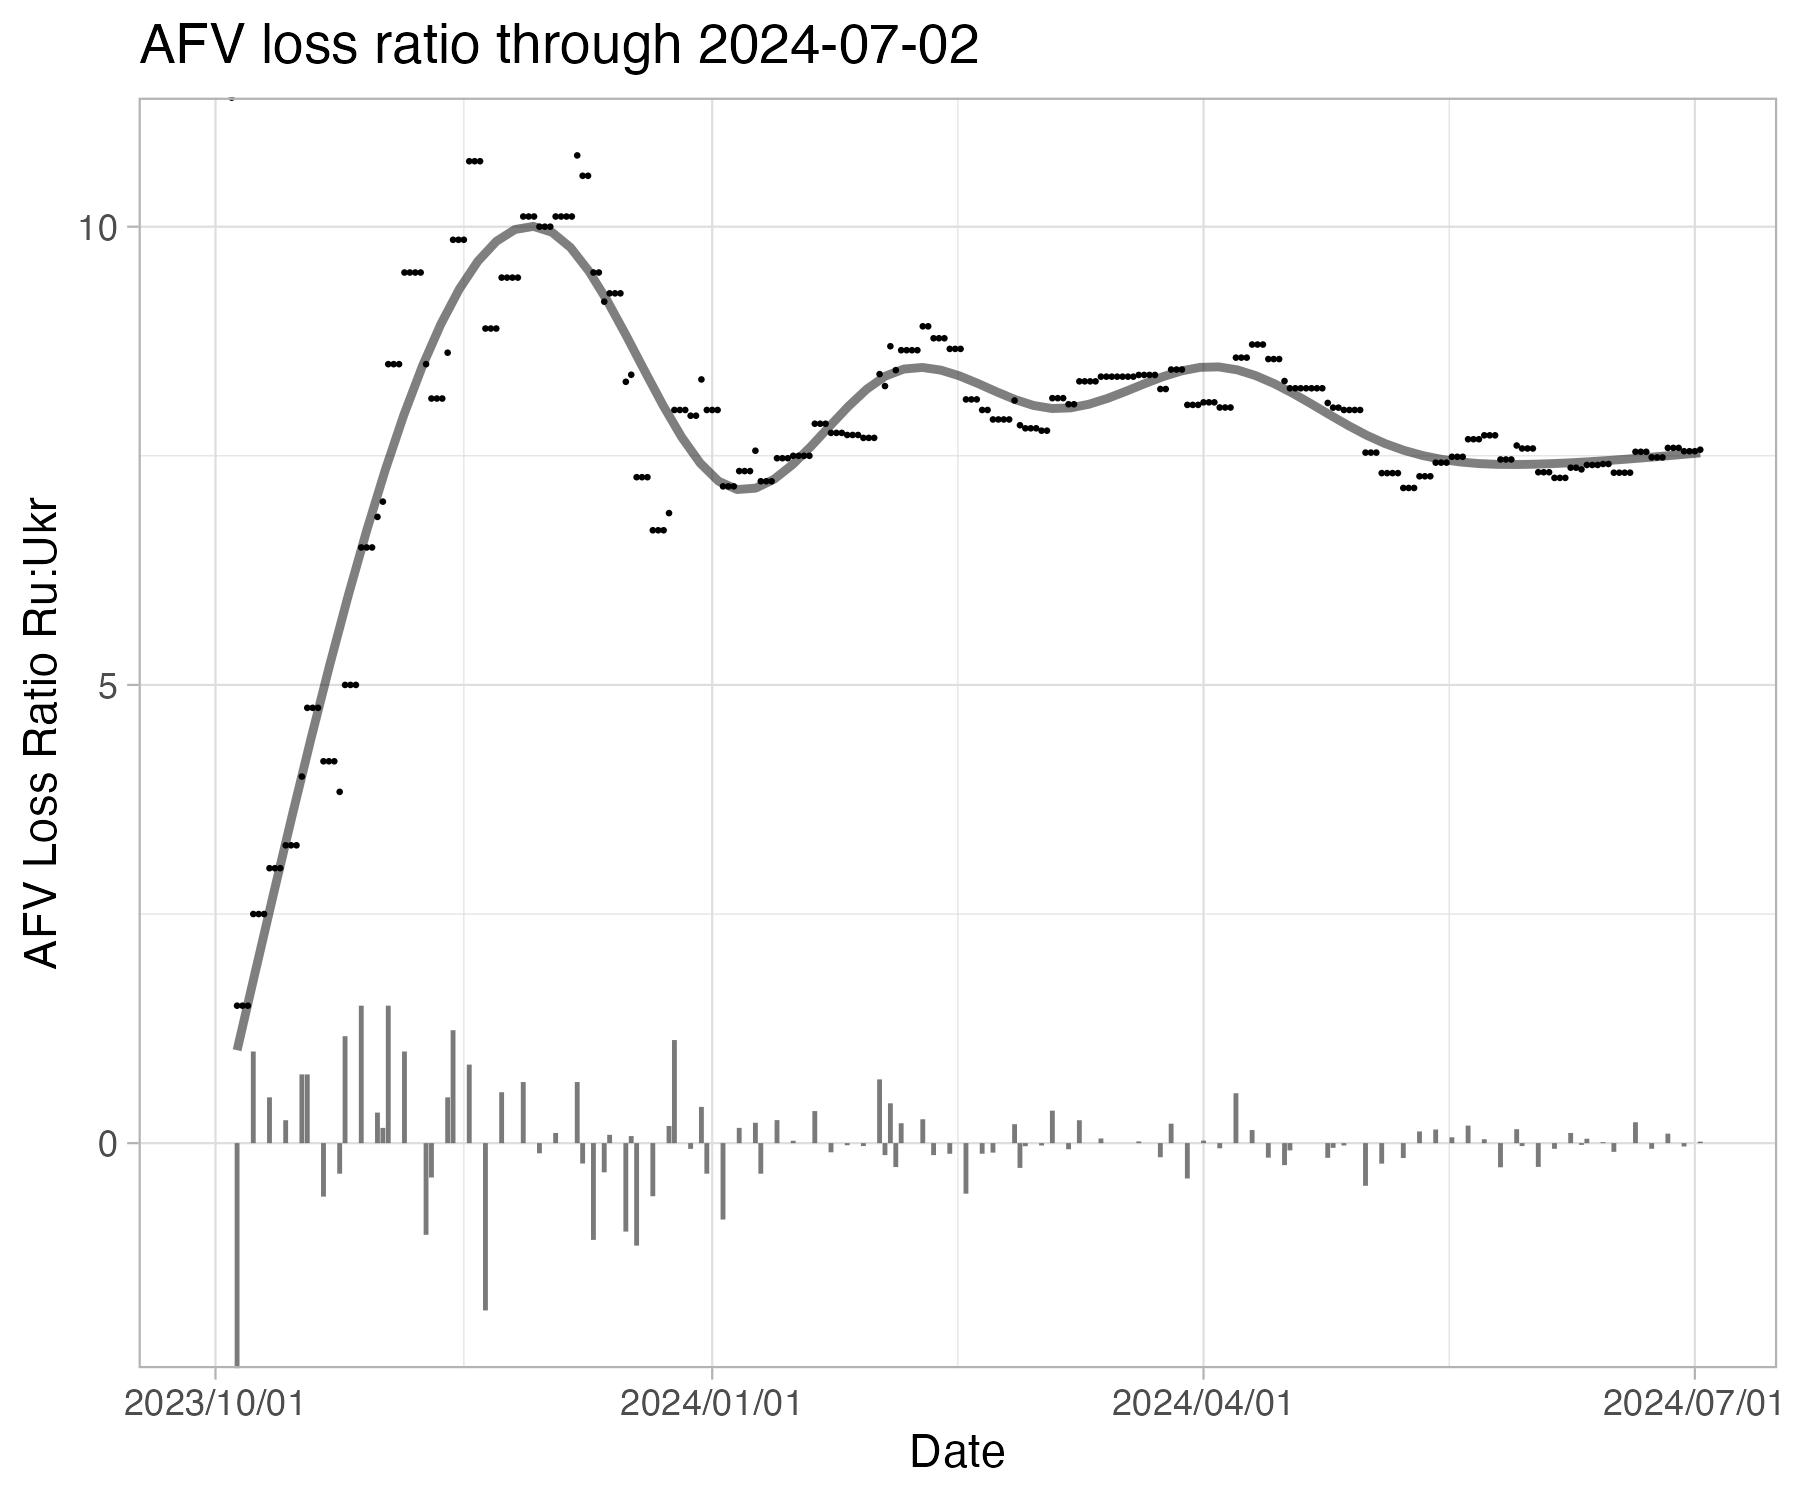 AFV loss ratio through 2024-07-02
AFV Loss Ratio Ru:Ukr
10
5
0
2023/10/01 2024/01/01 2024/04/01 2024/07/01
Date